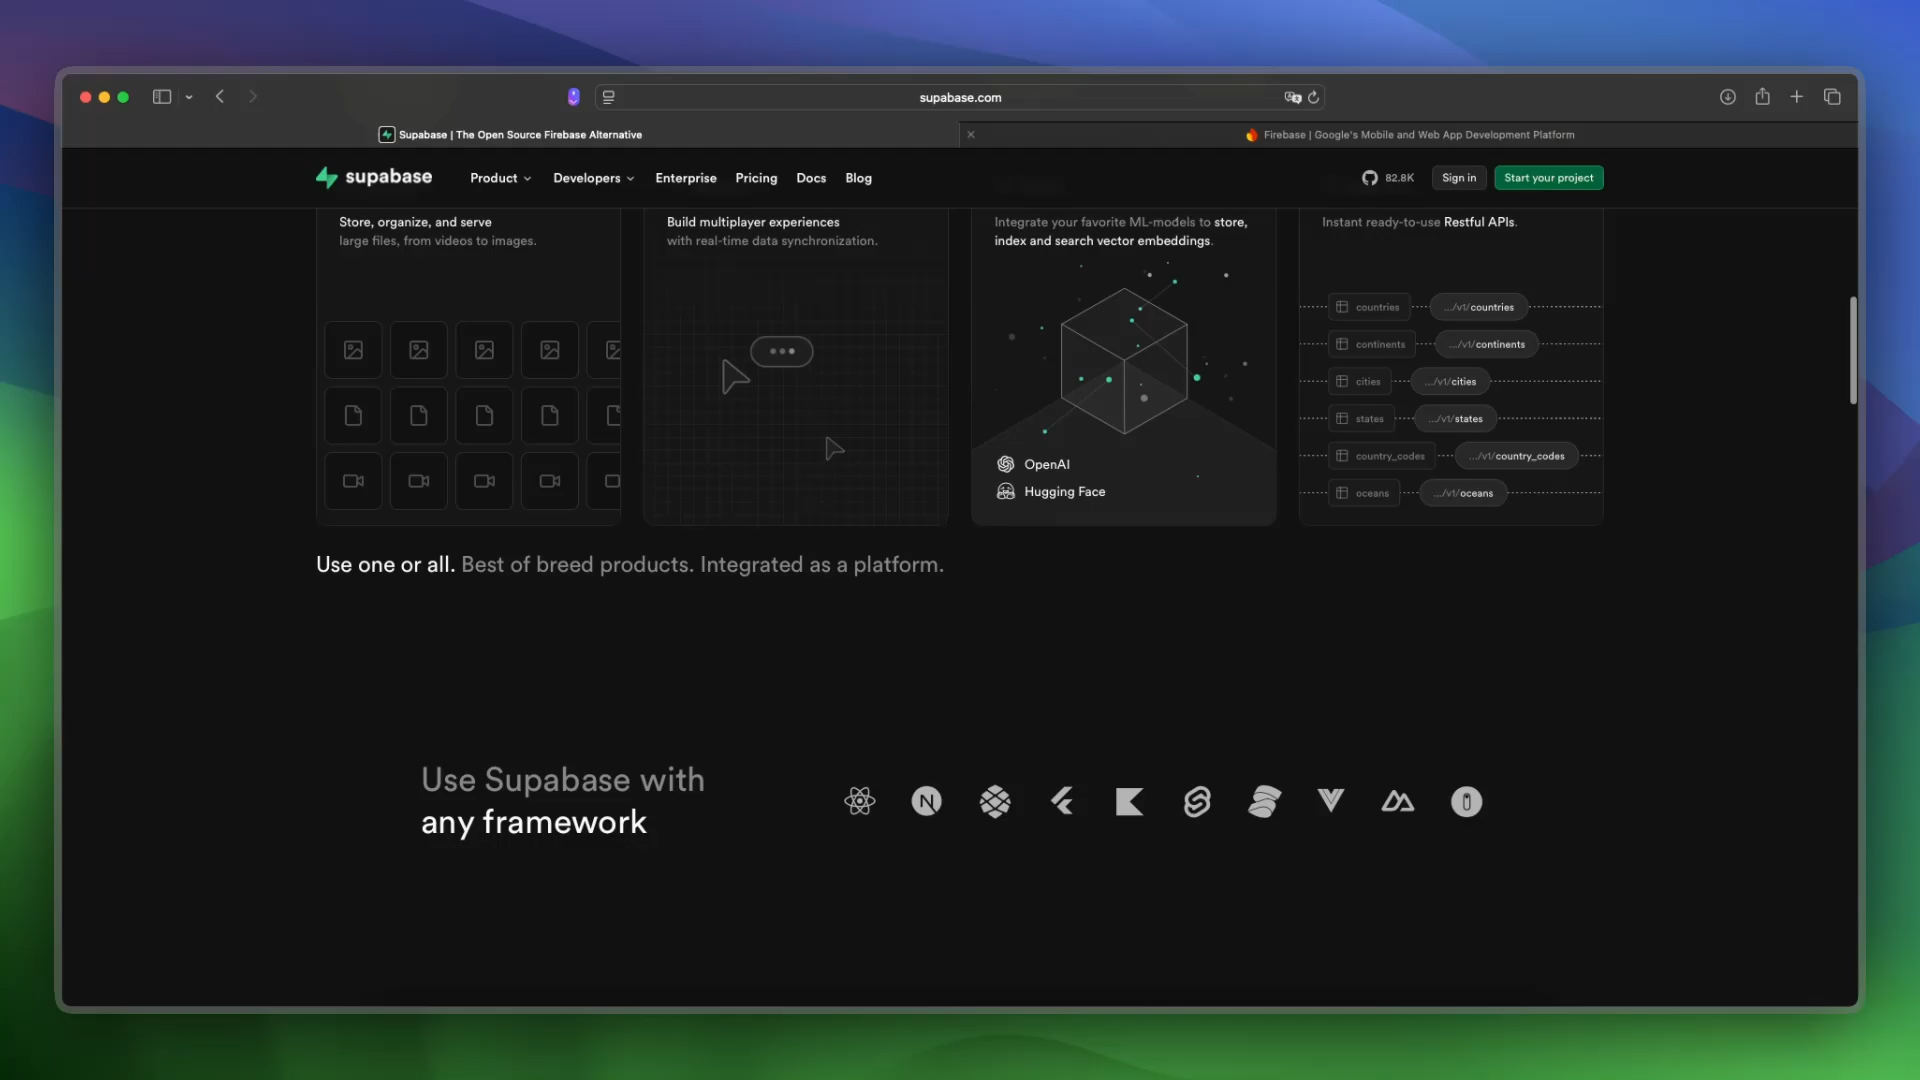 supabase.com
Supabase | The Open Source Firebase Alternative
Firebase | Google's Mobile and Web App Development Platform
supabase
Product
Developers
Enterprise
Pricing
Docs
Blog
82.8K
Sign in
Start your project
Store, organize, and serve
large files, from videos to images.
Build multiplayer experiences
with real-time data synchronization.
Integrate your favorite ML-models to store,
index and search vector embeddings.
OpenAI
Hugging Face
Instant ready-to-use Restful APIs.
countries .../v1/countries
continents .../v1/continents
cities .../v1/cities
states .../v1/states
country_codes .../v1/country_codes
oceans .../v1/oceans
Use one or all. Best of breed products. Integrated as a platform.
Use Supabase with
any framework
N